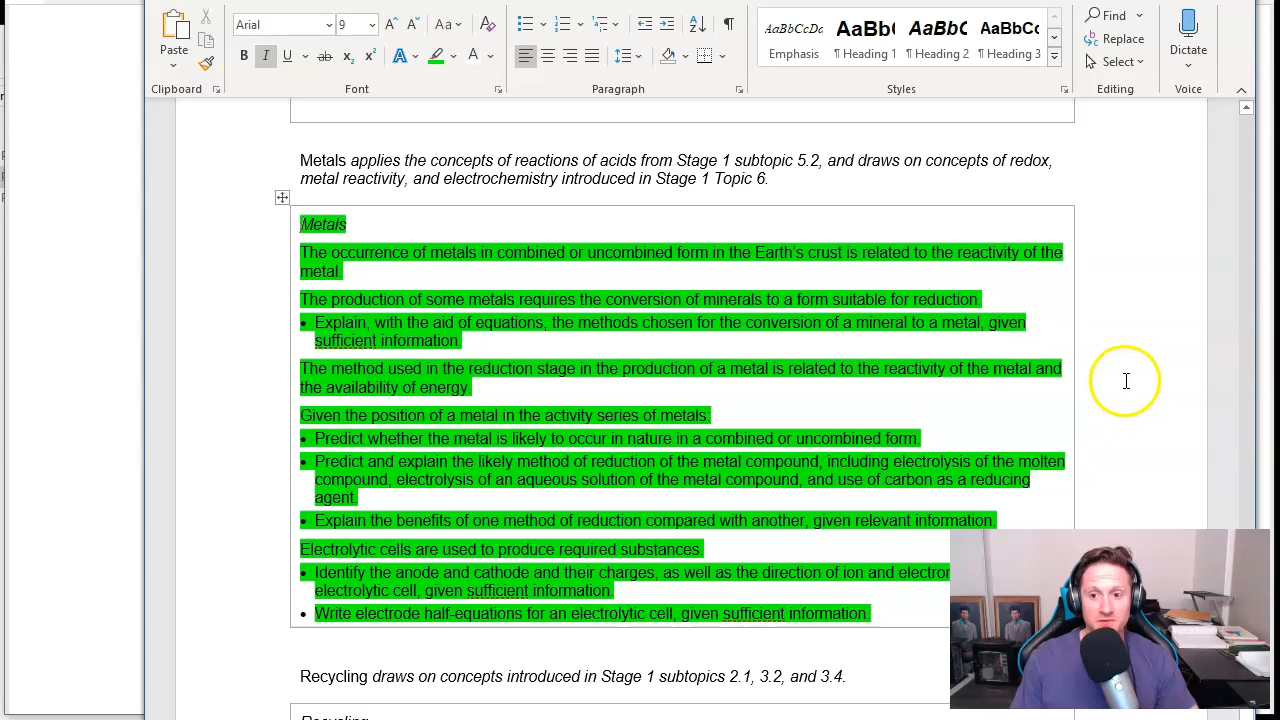 Arial 9 Aa
Paste
B I U ab x₂ x² A A
Clipboard Font Paragraph Styles Editing Voice
AaBbCcDc AaBb( AaBbC AaBbCc
Emphasis ¶ Heading 1 ¶ Heading 2 ¶ Heading 3
Find
Replace
Select
Dictate
Metals applies the concepts of reactions of acids from Stage 1 subtopic 5.2, and draws on concepts of redox,
metal reactivity, and electrochemistry introduced in Stage 1 Topic 6.
Metals
The occurrence of metals in combined or uncombined form in the Earth's crust is related to the reactivity of the
metal.
The production of some metals requires the conversion of minerals to a form suitable for reduction.
• Explain, with the aid of equations, the methods chosen for the conversion of a mineral to a metal, given
sufficient information.
The method used in the reduction stage in the production of a metal is related to the reactivity of the metal and
the availability of energy.
Given the position of a metal in the activity series of metals:
• Predict whether the metal is likely to occur in nature in a combined or uncombined form.
• Predict and explain the likely method of reduction of the metal compound, including electrolysis of the molten
compound, electrolysis of an aqueous solution of the metal compound, and use of carbon as a reducing
agent.
• Explain the benefits of one method of reduction compared with another, given relevant information.
Electrolytic cells are used to produce required substances.
• Identify the anode and cathode and their charges, as well as the direction of ion and electron
electrolytic cell, given sufficient information.
• Write electrode half-equations for an electrolytic cell, given sufficient information.
Recycling draws on concepts introduced in Stage 1 subtopics 2.1, 3.2, and 3.4.
Recycling